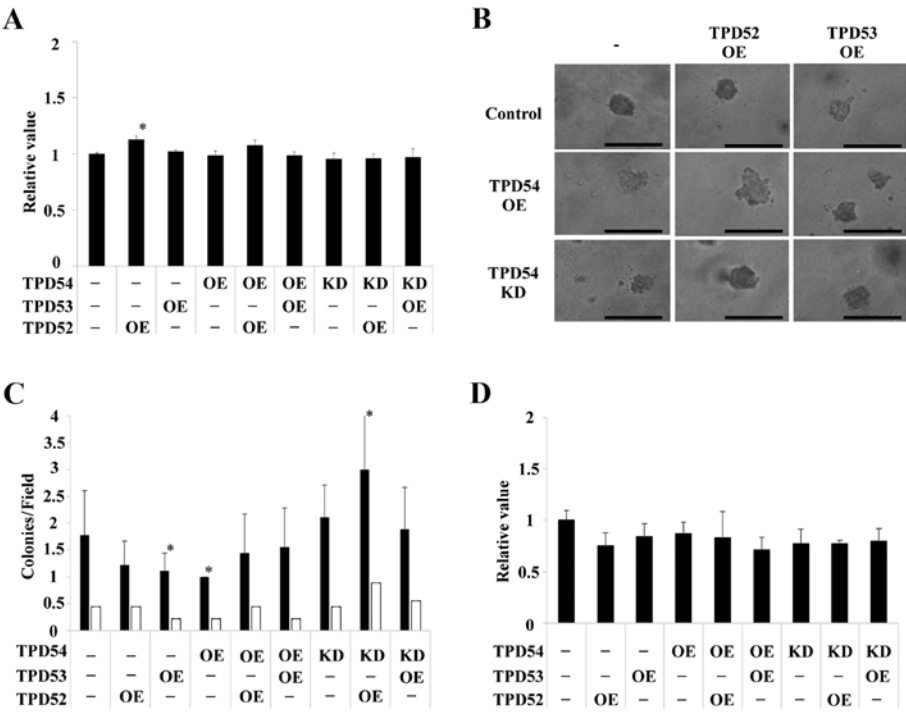 A
2
1.5
1
0.5
0
Relative value
*
TPD54 – – – OE OE OE KD KD KD
TPD53 – – OE – – OE – – OE
TPD52 – OE – – OE – – OE –
B
- TPD52 OE TPD53 OE
Control
TPD54 OE
TPD54 KD
C
4
3.5
3
2.5
2
1.5
1
0.5
0
Colonies/Field
* * *
TPD54 – – – OE OE OE KD KD KD
TPD53 – – OE – – OE – – OE
TPD52 – OE – – OE – – OE –
D
2
1.5
1
0.5
0
Relative value
TPD54 – – – OE OE OE KD KD KD
TPD53 – – OE – – OE – – OE
TPD52 – OE – – OE – – OE –